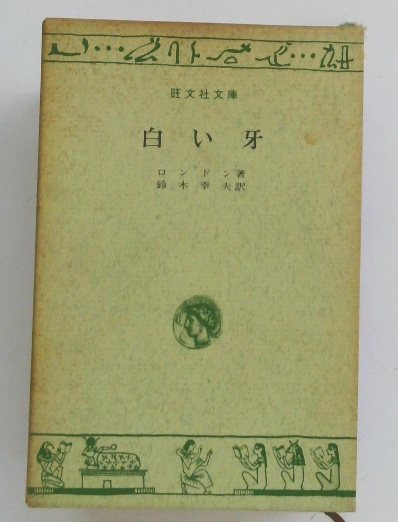 旺文社文庫
白い牙
ロンドン著
鈴木幸夫訳